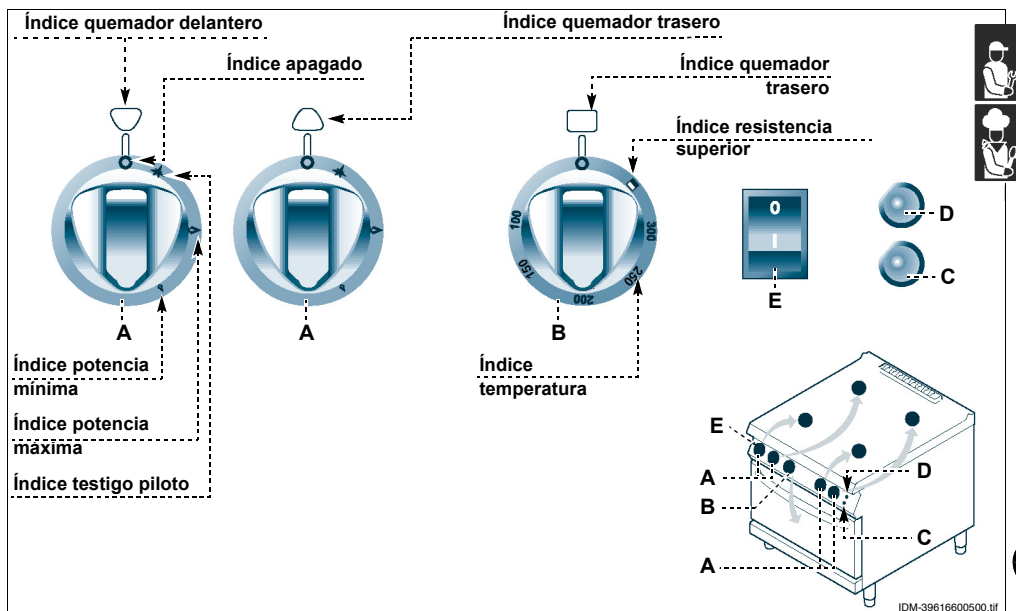 Índice quemador delantero
Índice quemador trasero
Índice apagado
Índice quemador
trasero
Índice resistencia
superior
100
150
200
250
300
0
I
D
C
E
A
A
B
Índice potencia
mínima
Índice
temperatura
Índice potencia
máxima
Índice testigo piloto
E
A
B
A
D
C
IDM-39616600500.tif